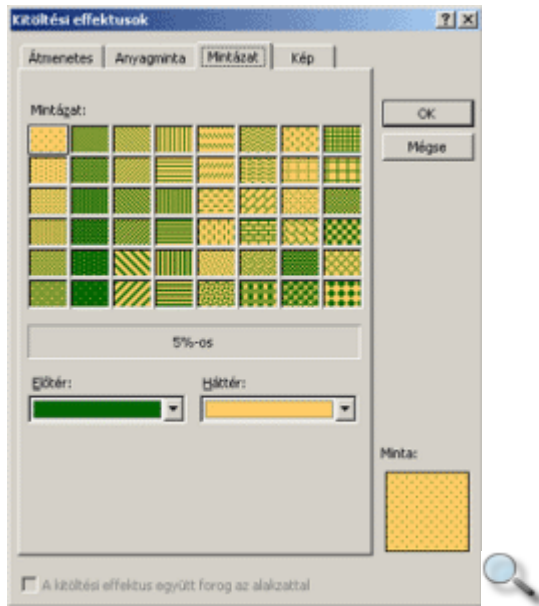 Kitöltési effektusok
Átmenetes Anyagminta Mintázat Kép
Mintázat:
OK
Mégse
5%-os
Előtér:
Háttér:
Minta:
A kitöltési effektus együtt forog az alakzattal